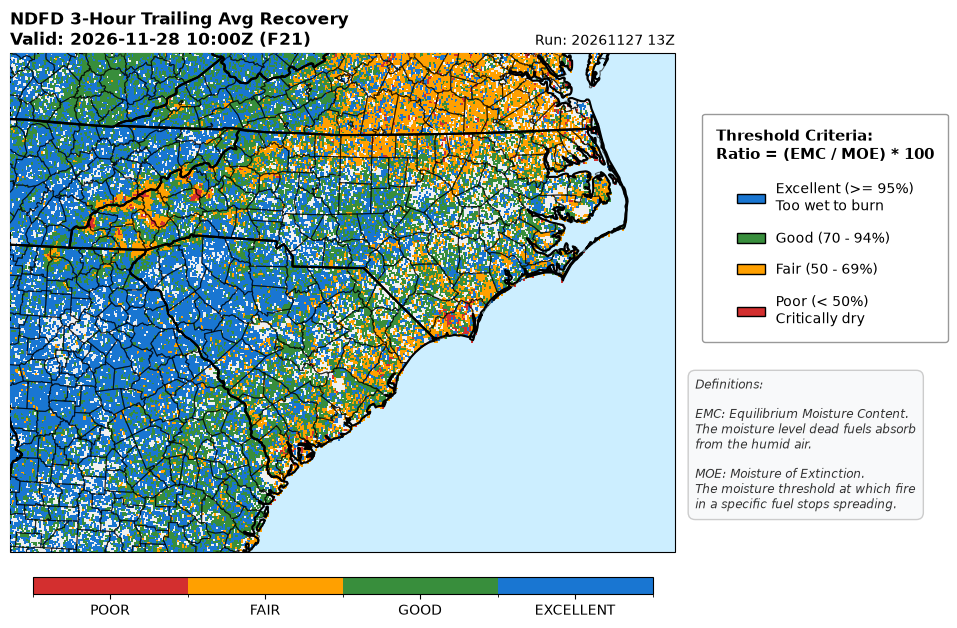 NDFD 3-Hour Trailing Avg Recovery
Valid: 2026-11-28 10:00Z (F21)
Run: 20261127 13Z
Threshold Criteria:
Ratio = (EMC / MOE) * 100
Excellent (>= 95%)
Too wet to burn
Good (70 - 94%)
Fair (50 - 69%)
Poor (< 50%)
Critically dry
Definitions:
EMC: Equilibrium Moisture Content.
The moisture level dead fuels absorb
from the humid air.
MOE: Moisture of Extinction.
The moisture threshold at which fire
in a specific fuel stops spreading.
POOR
FAIR
GOOD
EXCELLENT